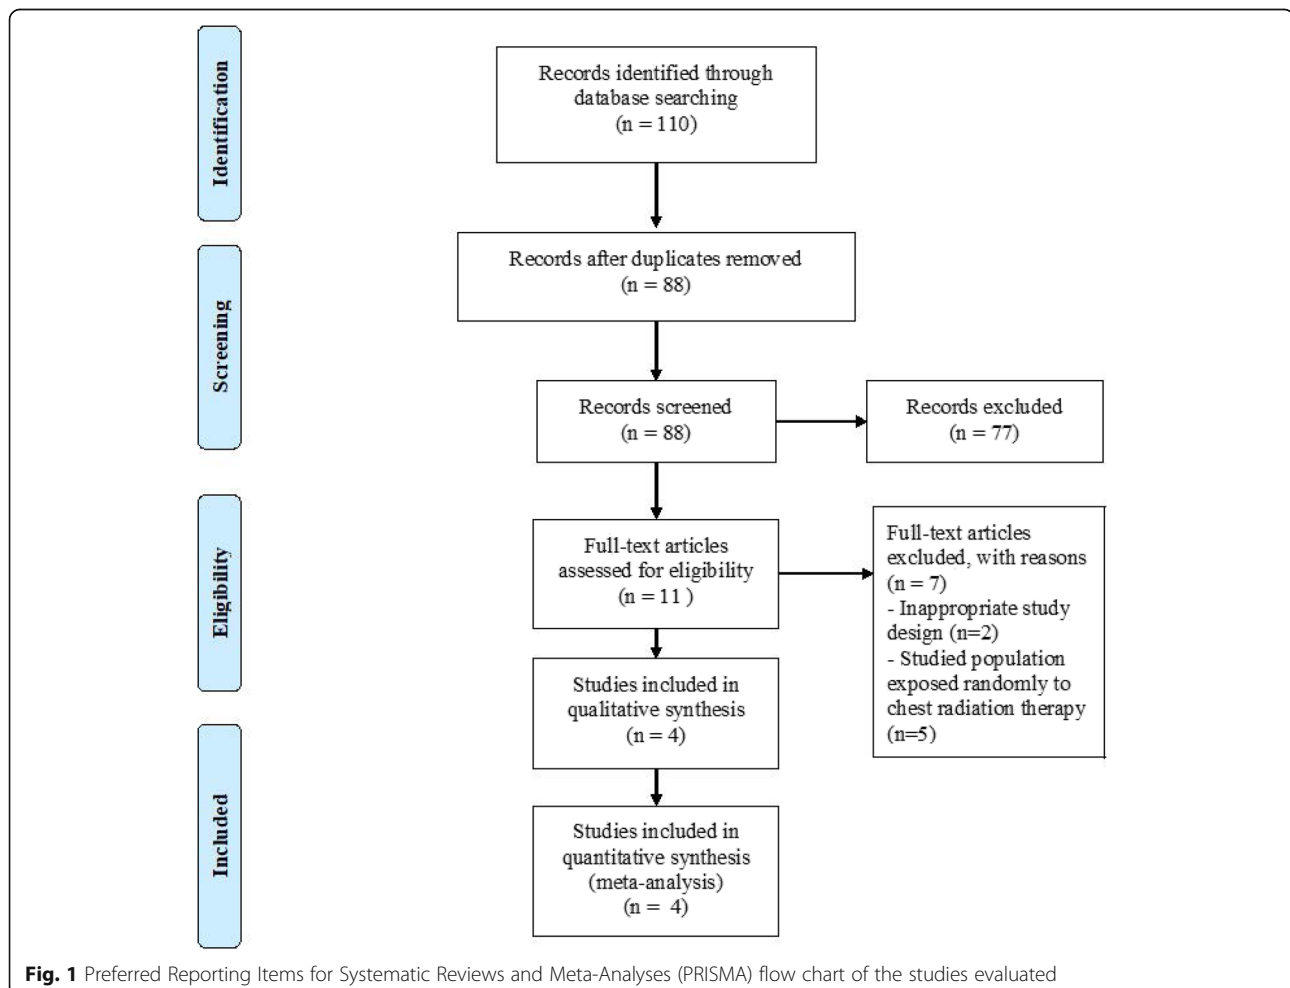 Identification
Records identified through
database searching
(n = 110)
Screening
Records after duplicates removed
(n = 88)
Records screened
(n = 88)
Records excluded
(n = 77)
Eligibility
Full-text articles
assessed for eligibility
(n = 11 )
Full-text articles
excluded, with reasons
(n = 7)
- Inappropriate study
design (n=2)
- Studied population
exposed randomly to
chest radiation therapy
(n=5)
Studies included in
qualitative synthesis
(n = 4)
Included
Studies included in
quantitative synthesis
(meta-analysis)
(n = 4)
Fig. 1 Preferred Reporting Items for Systematic Reviews and Meta-Analyses (PRISMA) flow chart of the studies evaluated